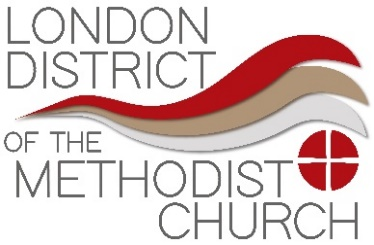 LONDON
DISTRICT
OF THE
METHODIST
CHURCH